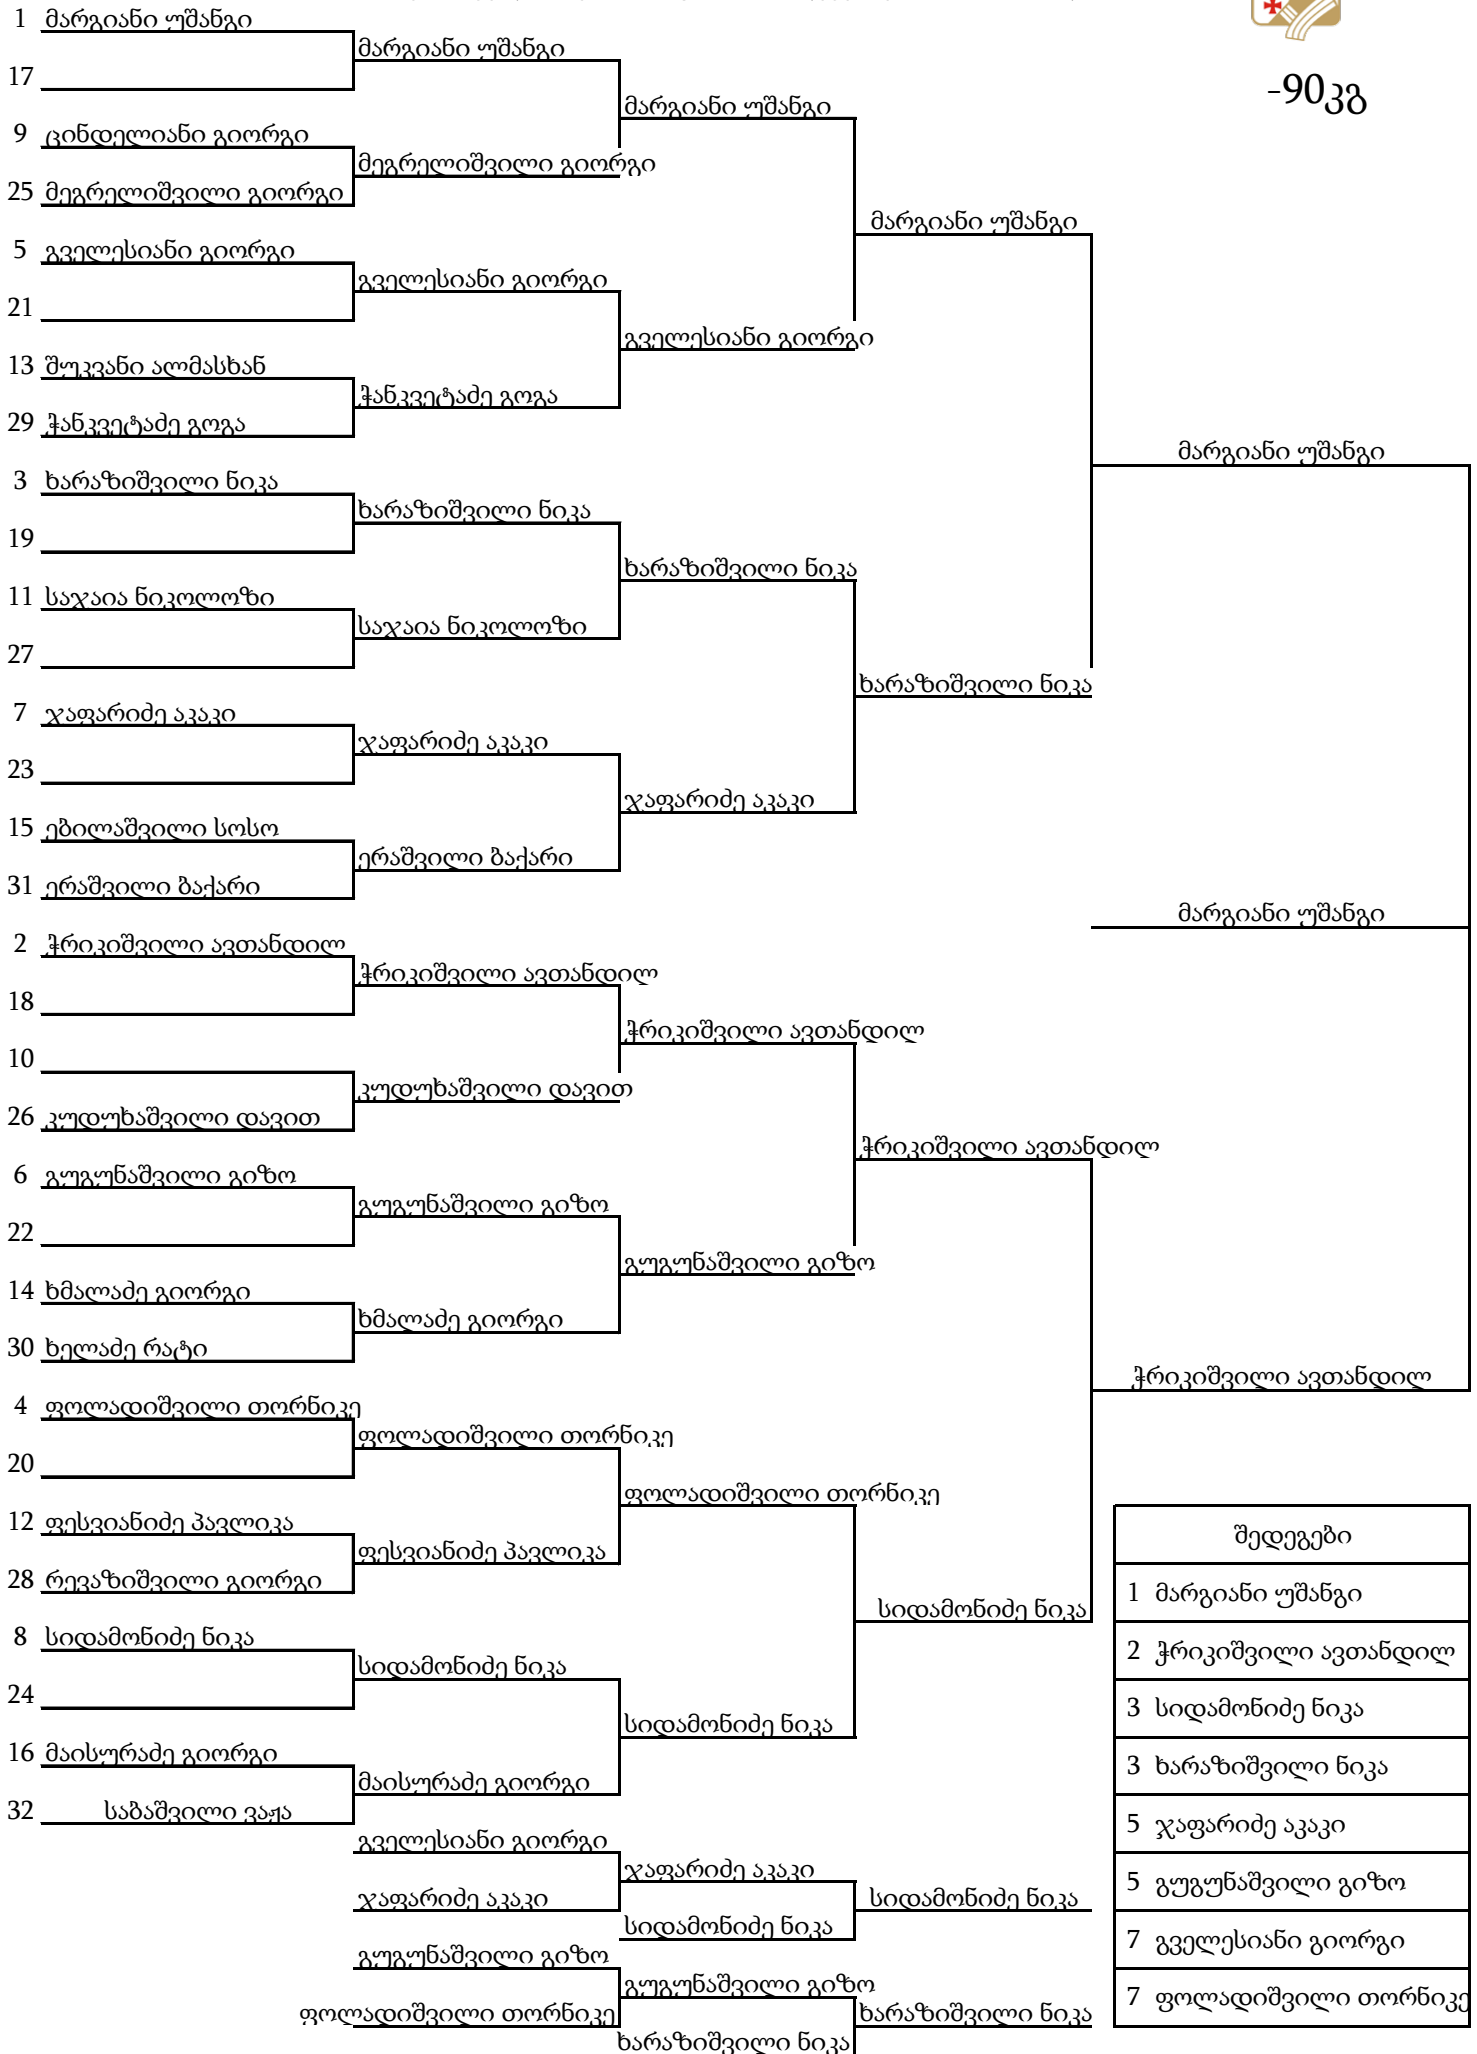 -90კგ
1 მარგიანი უშანგი
მარგიანი უშანგი
17
მარგიანი უშანგი
9 ცინდელიანი გიორგი
მეგრელიშვილი გიორგი
25 მეგრელიშვილი გიორგი
მარგიანი უშანგი
5 გველესიანი გიორგი
გველესიანი გიორგი
21
გველესიანი გიორგი
13 შუკვანი ალმასხან
ჭანკვეტაძე გოგა
29 ჭანკვეტაძე გოგა
მარგიანი უშანგი
3 ხარაზიშვილი ნიკა
ხარაზიშვილი ნიკა
19
ხარაზიშვილი ნიკა
11 საჯაია ნიკოლოზი
საჯაია ნიკოლოზი
27
ხარაზიშვილი ნიკა
7 ჯაფარიძე აკაკი
ჯაფარიძე აკაკი
23
ჯაფარიძე აკაკი
15 ებილაშვილი სოსო
ერაშვილი ბაქარი
31 ერაშვილი ბაქარი
მარგიანი უშანგი
2 ჭრიკიშვილი ავთანდილ
ჭრიკიშვილი ავთანდილ
18
ჭრიკიშვილი ავთანდილ
10
კუდუხაშვილი დავით
26 კუდუხაშვილი დავით
ჭრიკიშვილი ავთანდილ
6 გუგუნაშვილი გიზო
გუგუნაშვილი გიზო
22
გუგუნაშვილი გიზო
14 ხმალაძე გიორგი
ხმალაძე გიორგი
30 ხელაძე რატი
ჭრიკიშვილი ავთანდილ
4 ფოლადიშვილი თორნიკე
ფოლადიშვილი თორნიკე
20
ფოლადიშვილი თორნიკე
12 ფესვიანიძე პავლიკა
ფესვიანიძე პავლიკა
28 რევაზიშვილი გიორგი
სიდამონიძე ნიკა
8 სიდამონიძე ნიკა
სიდამონიძე ნიკა
24
სიდამონიძე ნიკა
16 მაისურაძე გიორგი
მაისურაძე გიორგი
32 საბაშვილი ვაჟა
გველესიანი გიორგი
ჯაფარიძე აკაკი
ჯაფარიძე აკაკი
სიდამონიძე ნიკა
სიდამონიძე ნიკა
გუგუნაშვილი გიზო
გუგუნაშვილი გიზო
ფოლადიშვილი თორნიკე
ხარაზიშვილი ნიკა
ხარაზიშვილი ნიკა
შედეგები
1 მარგიანი უშანგი
2 ჭრიკიშვილი ავთანდილ
3 სიდამონიძე ნიკა
3 ხარაზიშვილი ნიკა
5 ჯაფარიძე აკაკი
5 გუგუნაშვილი გიზო
7 გველესიანი გიორგი
7 ფოლადიშვილი თორნიკე